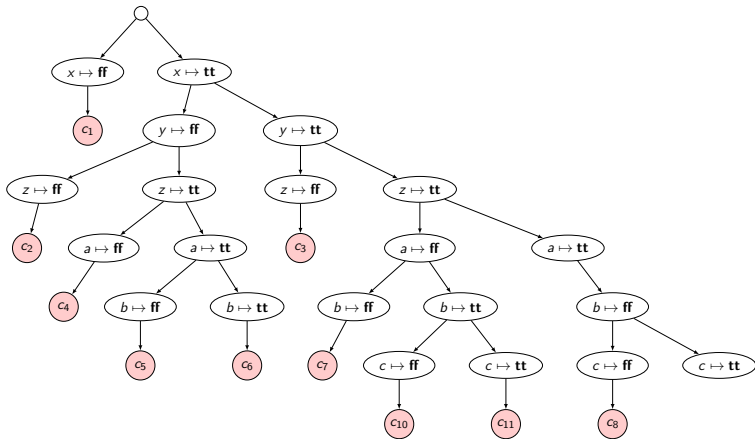 x ↦ ff x ↦ tt
c1 y ↦ ff y ↦ tt
z ↦ ff z ↦ tt z ↦ ff z ↦ tt
c2 a ↦ ff a ↦ tt c3 a ↦ ff a ↦ tt
c4 b ↦ ff b ↦ tt b ↦ ff b ↦ tt b ↦ ff
c5 c6 c7 c ↦ ff c ↦ tt c ↦ ff c ↦ tt
c10 c11 c8